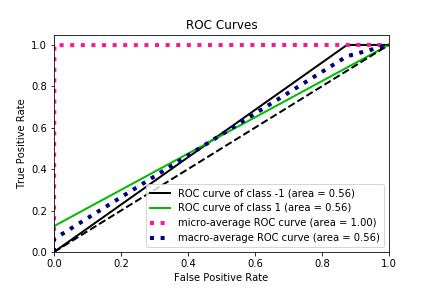 ROC Curves
True Positive Rate
1.0
0.8
0.6
0.4
0.2
0.0
ROC curve of class -1 (area = 0.56)
ROC curve of class 1 (area = 0.56)
micro-average ROC curve (area = 1.00)
macro-average ROC curve (area = 0.56)
0.0 0.2 0.4 0.6 0.8 1.0
False Positive Rate